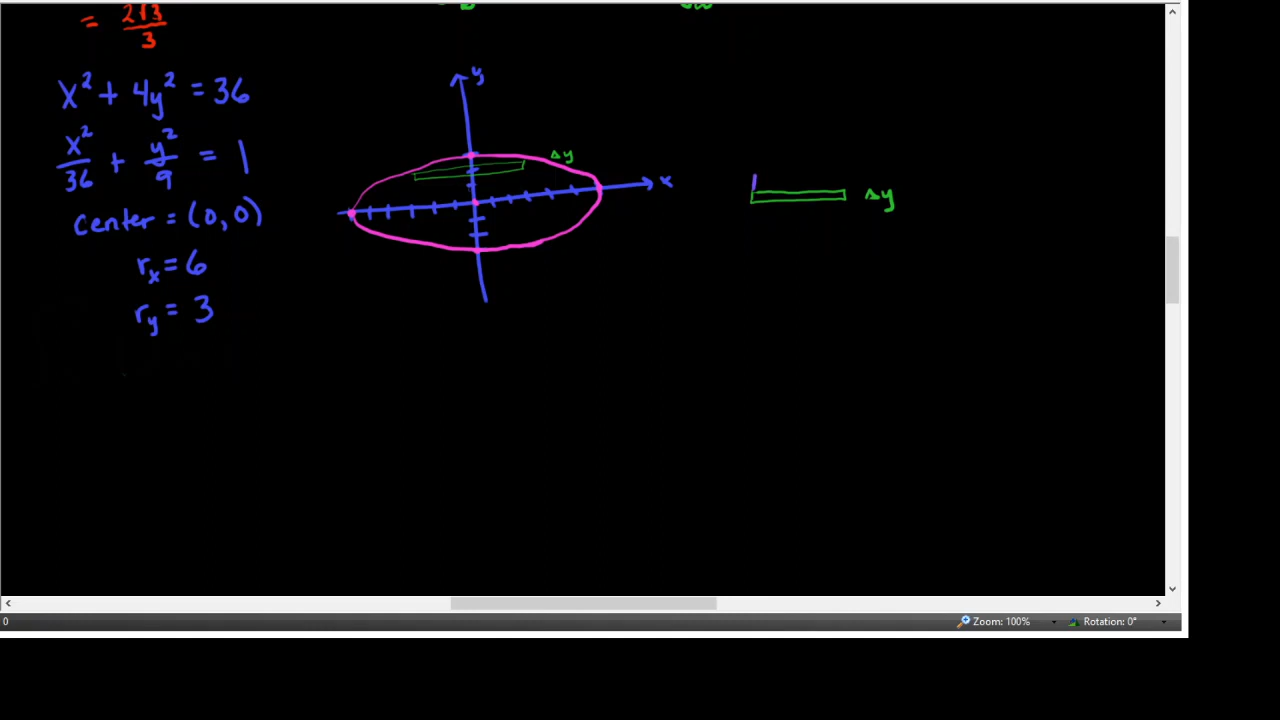 = 2√3/3
x² + 4y² = 36
x²/36 + y²/9 = 1
center = (0, 0)
rₓ = 6
r_y = 3
y
Δy
x
Δy
0
Zoom: 100%
Rotation: 0°